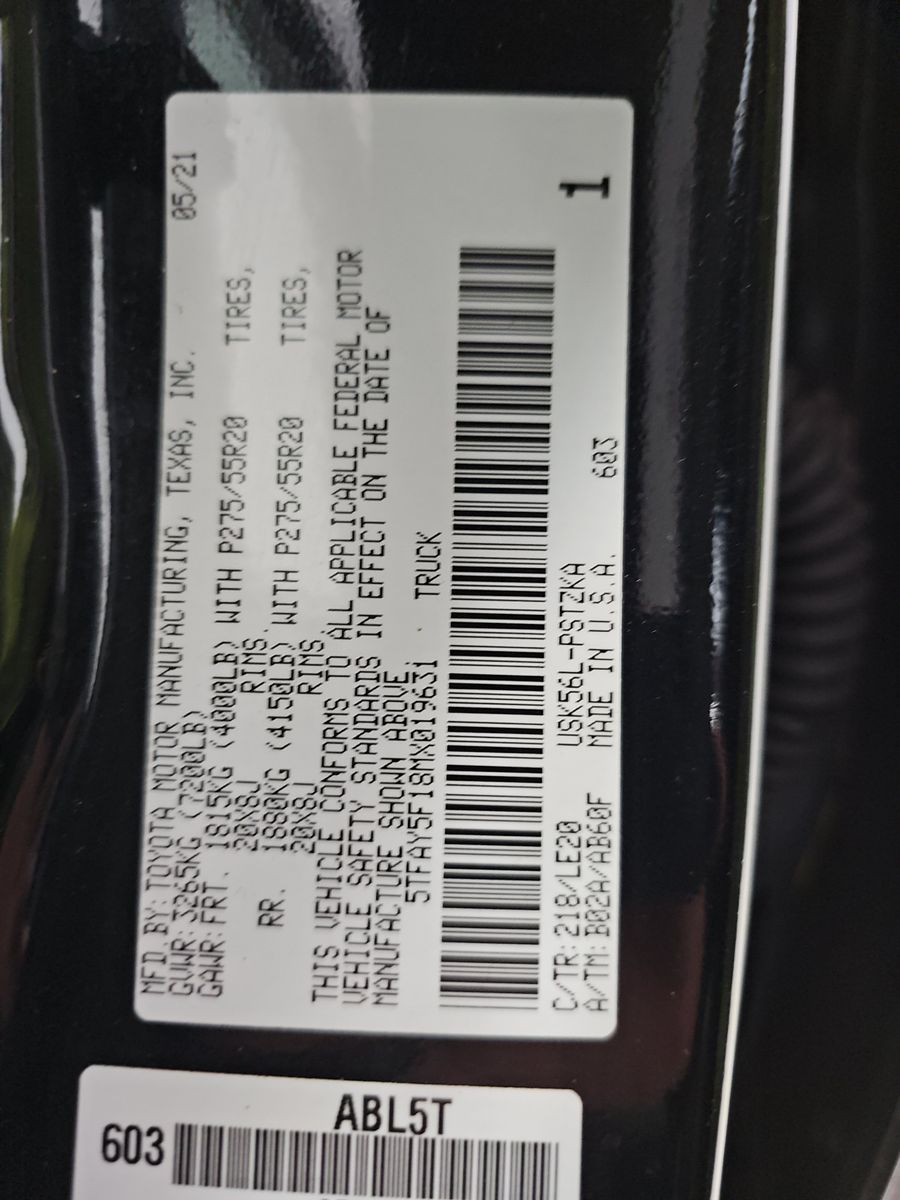 MFD.BY: TOYOTA MOTOR MANUFACTURING, TEXAS, INC. 05/21
GVWR: 3265KG (7200LB)
GAWR: FRT. 1815KG (4000LB) WITH P275/55R20 TIRES,
20X8J RIMS.
RR. 1880KG (4150LB) WITH P275/55R20 TIRES,
20X8J RIMS.
THIS VEHICLE CONFORMS TO ALL APPLICABLE FEDERAL MOTOR
VEHICLE SAFETY STANDARDS IN EFFECT ON THE DATE OF
MANUFACTURE SHOWN ABOVE.
5TFAY5F18MX019631 TRUCK
C/TR: 218/LE20 USK56L-PSTZKA
A/TM: B02A/AB60F MADE IN U.S.A. 603
1
ABL5T
603